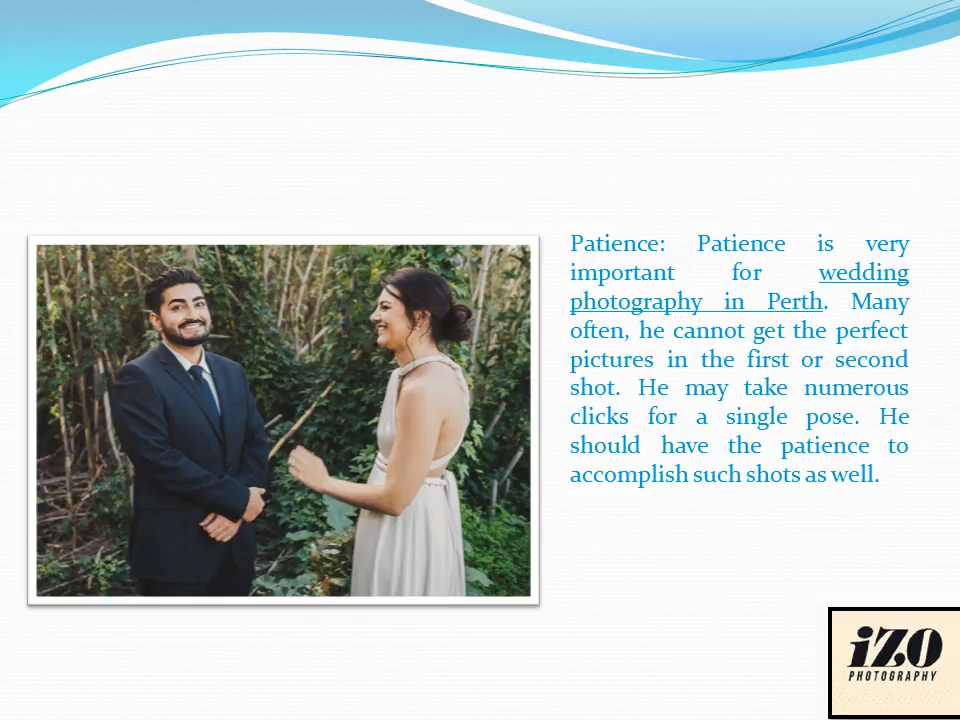 Patience: Patience is very
important for wedding
photography in Perth. Many
often, he cannot get the perfect
pictures in the first or second
shot. He may take numerous
clicks for a single pose. He
should have the patience to
accomplish such shots as well.
iZO
PHOTOGRAPHY